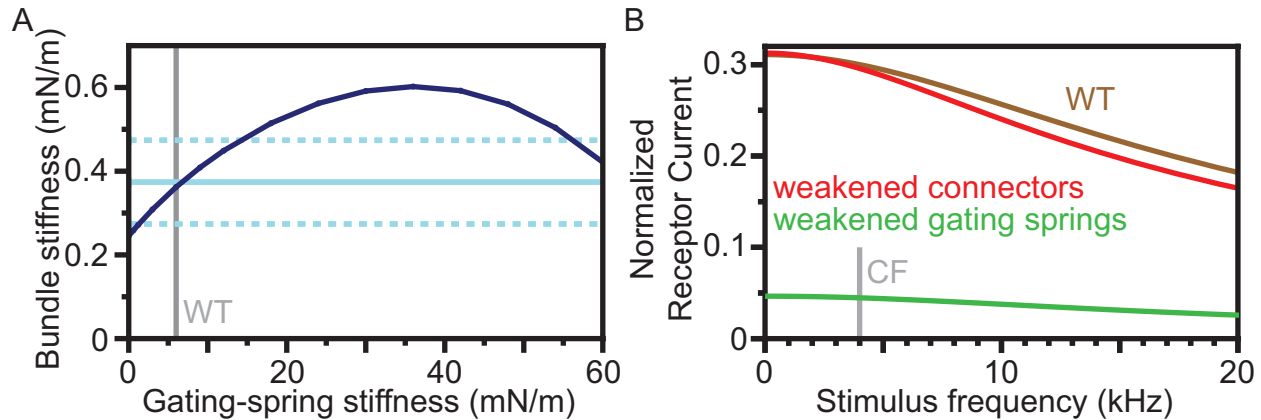 A
Bundle stiffness (mN/m)
0.6
0.4
0.2
0
WT
0
20
40
60
Gating-spring stiffness (mN/m)
B
Normalized
Receptor Current
0.3
0.2
0.1
0
WT
weakened connectors
weakened gating springs
CF
0
10
20
Stimulus frequency (kHz)